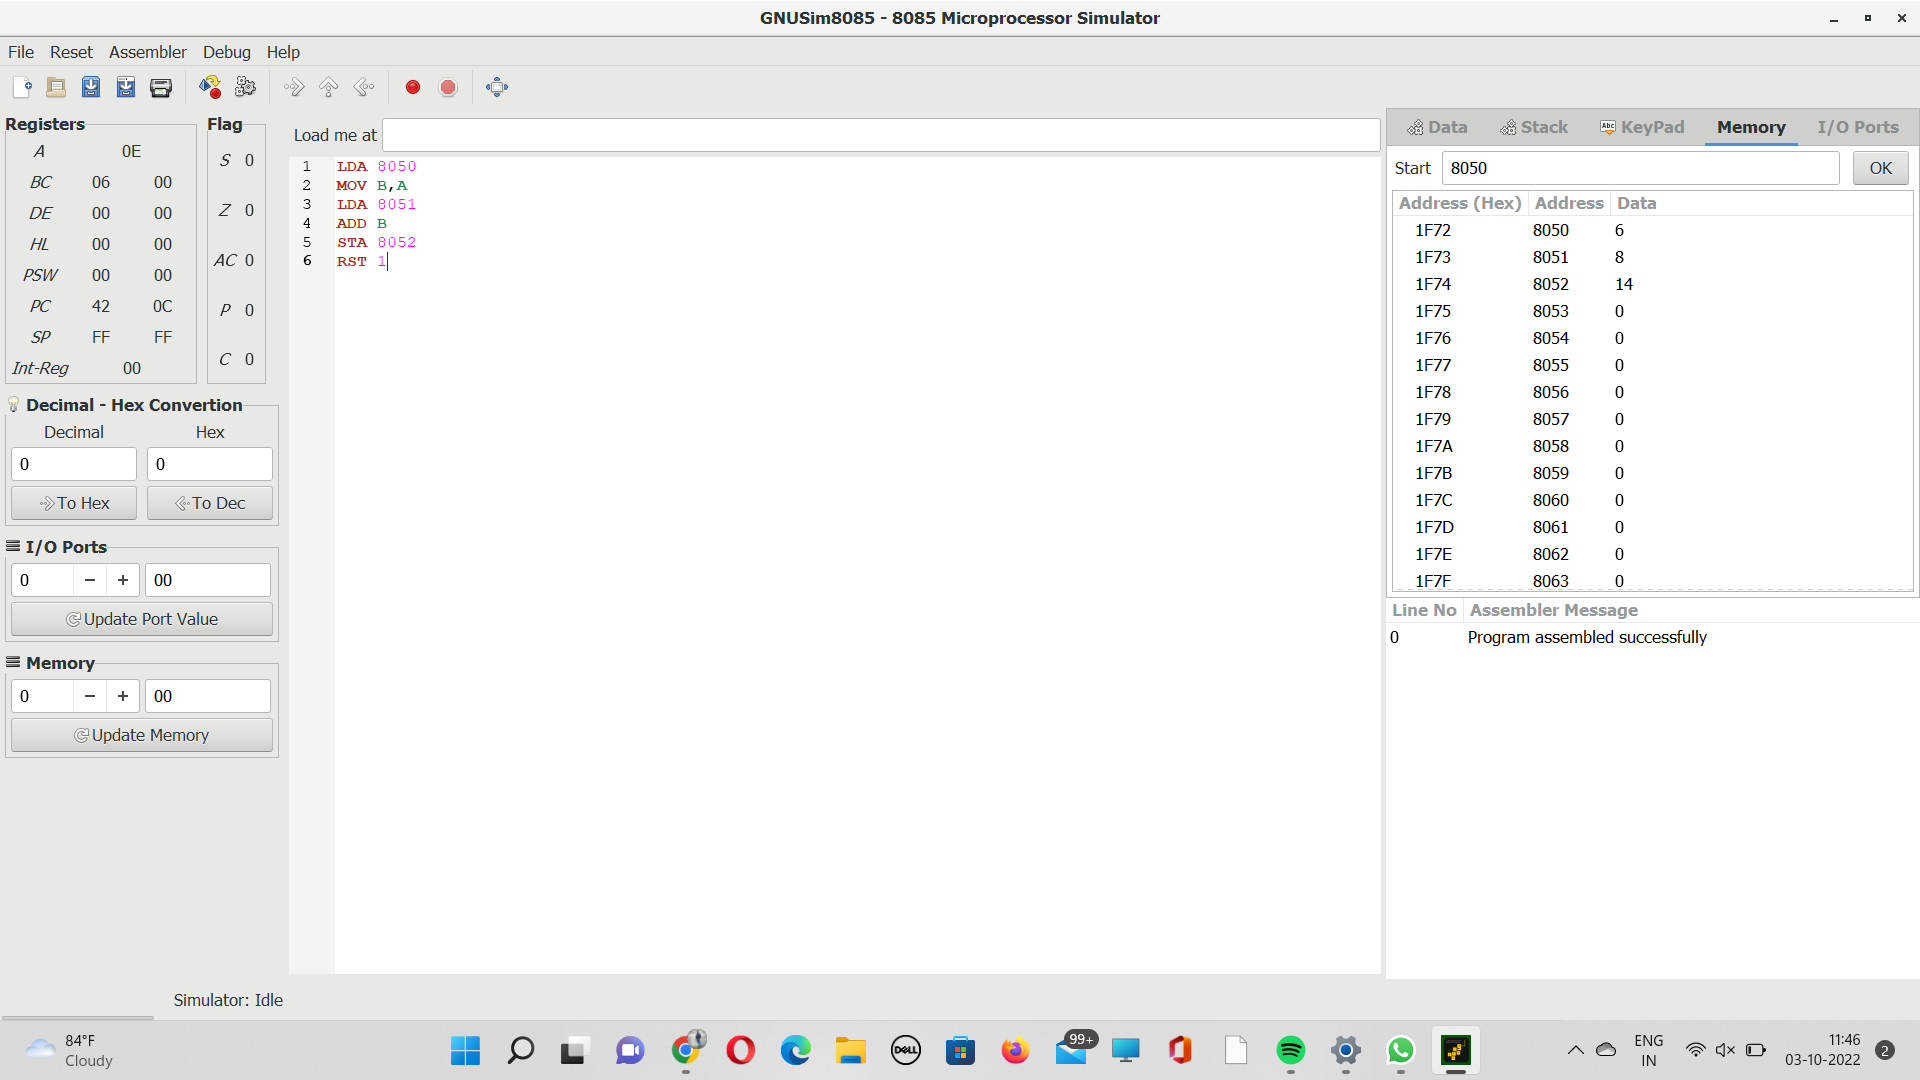 GNUSim8085 - 8085 Microprocessor Simulator
File Reset Assembler Debug Help
Registers
A 0E
BC 06 00
DE 00 00
HL 00 00
PSW 00 00
PC 42 0C
SP FF FF
Int-Reg 00
Flag
S 0
Z 0
AC 0
P 0
C 0
Decimal - Hex Convertion
Decimal Hex
0 0
To Hex To Dec
I/O Ports
0 − + 00
Update Port Value
Memory
0 − + 00
Update Memory
Load me at
1 LDA 8050
2 MOV B,A
3 LDA 8051
4 ADD B
5 STA 8052
6 RST 1
Data Stack Abc KeyPad Memory I/O Ports
Start 8050 OK
Address (Hex) Address Data
1F72 8050 6
1F73 8051 8
1F74 8052 14
1F75 8053 0
1F76 8054 0
1F77 8055 0
1F78 8056 0
1F79 8057 0
1F7A 8058 0
1F7B 8059 0
1F7C 8060 0
1F7D 8061 0
1F7E 8062 0
1F7F 8063 0
Line No Assembler Message
0 Program assembled successfully
Simulator: Idle
84°F
Cloudy
DELL
99+
ENG
IN
11:46
03-10-2022
2